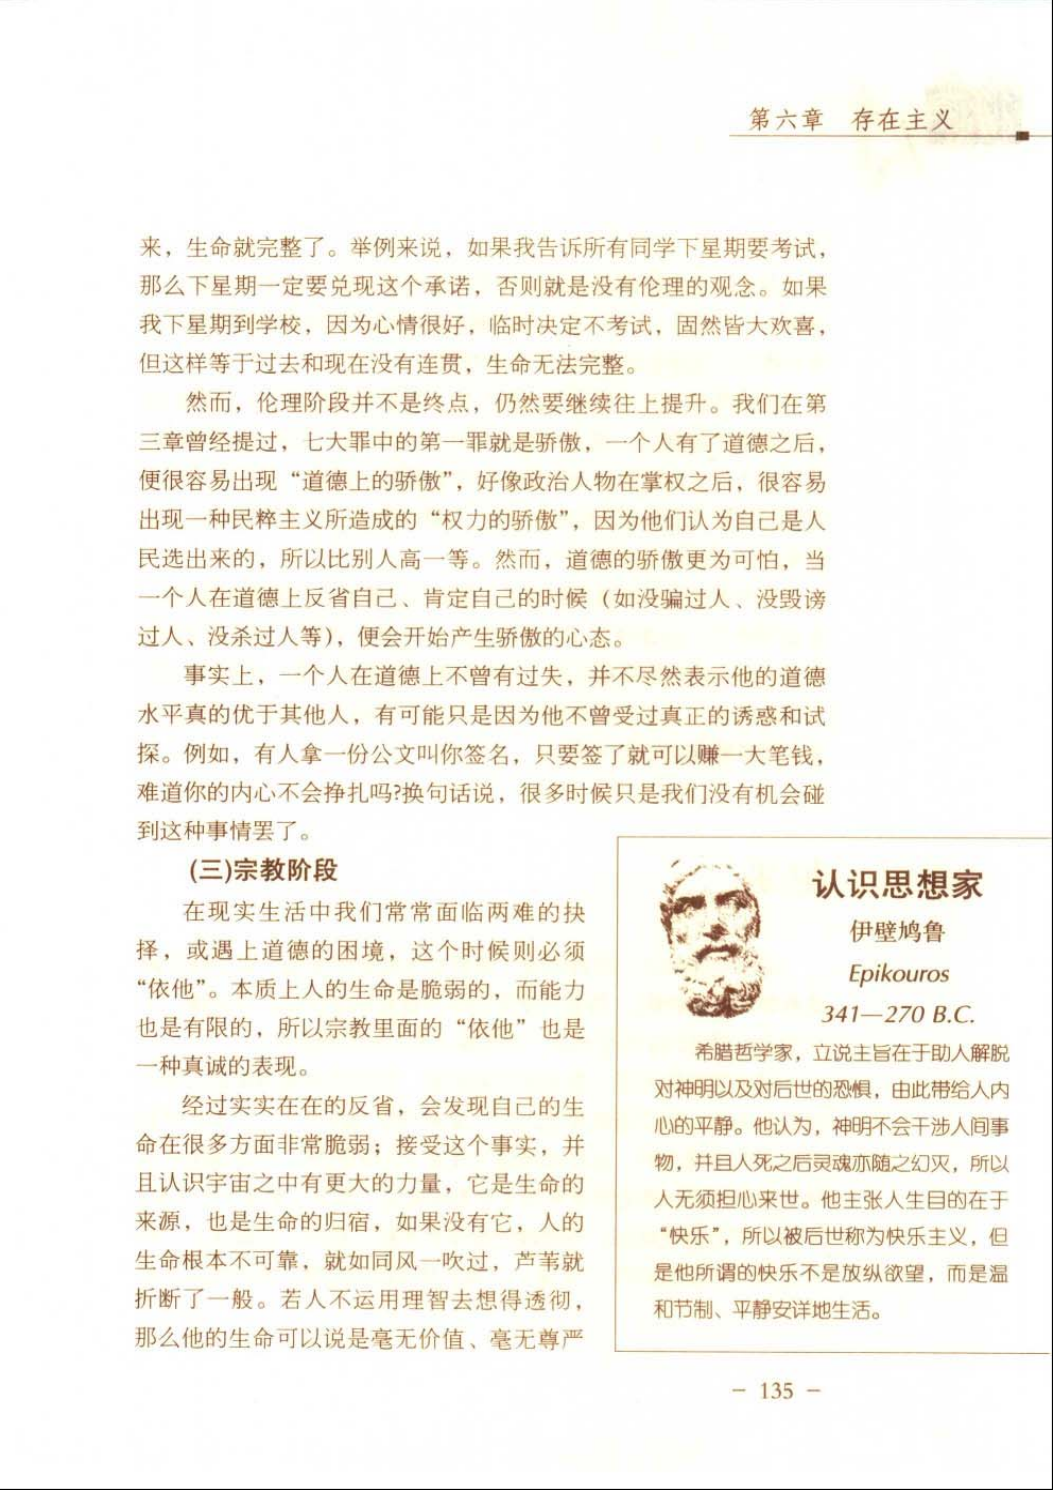 第六章 存在主义
来，生命就完整了。举例来说，如果我告诉所有同学下星期要考试，
那么下星期一定要兑现这个承诺，否则就是没有伦理的观念。如果
我下星期到学校，因为心情很好，临时决定不考试，固然皆大欢喜，
但这样等于过去和现在没有连贯，生命无法完整。
然而，伦理阶段并不是终点，仍然要继续往上提升。我们在第
三章曾经提过，七大罪中的第一罪就是骄傲，一个人有了道德之后，
便很容易出现“道德上的骄傲”，好像政治人物在掌权之后，很容易
出现一种民粹主义所造成的“权力的骄傲”，因为他们认为自己是人
民选出来的，所以比别人高一等。然而，道德的骄傲更为可怕，当
一个人在道德上反省自己、肯定自己的时候（如没骗过人、没毁谤
过人、没杀过人等），便会开始产生骄傲的心态。
事实上，一个人在道德上不曾有过失，并不尽然表示他的道德
水平真的优于其他人，有可能只是因为他不曾受过真正的诱惑和试
探。例如，有人拿一份公文叫你签名，只要签了就可以赚一大笔钱，
难道你的内心不会挣扎吗?换句话说，很多时候只是我们没有机会碰
到这种事情罢了。
(三)宗教阶段
在现实生活中我们常常面临两难的抉
择，或遇上道德的困境，这个时候则必须
“依他”。本质上人的生命是脆弱的，而能力
也是有限的，所以宗教里面的“依他”也是
一种真诚的表现。
经过实实在在的反省，会发现自己的生
命在很多方面非常脆弱；接受这个事实，并
且认识宇宙之中有更大的力量，它是生命的
来源，也是生命的归宿，如果没有它，人的
生命根本不可靠，就如同风一吹过，芦苇就
折断了一般。若人不运用理智去想得透彻，
那么他的生命可以说是毫无价值、毫无尊严
认识思想家
伊壁鸠鲁
Epikouros
341—270 B.C.
希腊哲学家，立说主旨在于助人解脱
对神明以及对后世的恐惧，由此带给人内
心的平静。他认为，神明不会干涉人间事
物，并且人死之后灵魂亦随之幻灭，所以
人无须担心来世。他主张人生目的在于
“快乐”，所以被后世称为快乐主义，但
是他所谓的快乐不是放纵欲望，而是温
和节制、平静安详地生活。
- 135 -